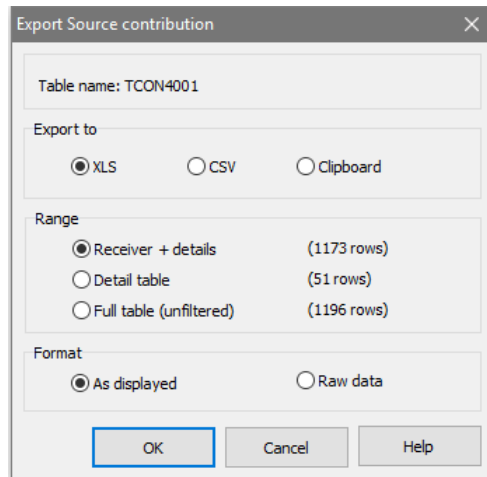 Export Source contribution
Table name: TCON4001
Export to
XLS CSV Clipboard
Range
Receiver + details (1173 rows)
Detail table (51 rows)
Full table (unfiltered) (1196 rows)
Format
As displayed Raw data
OK Cancel Help